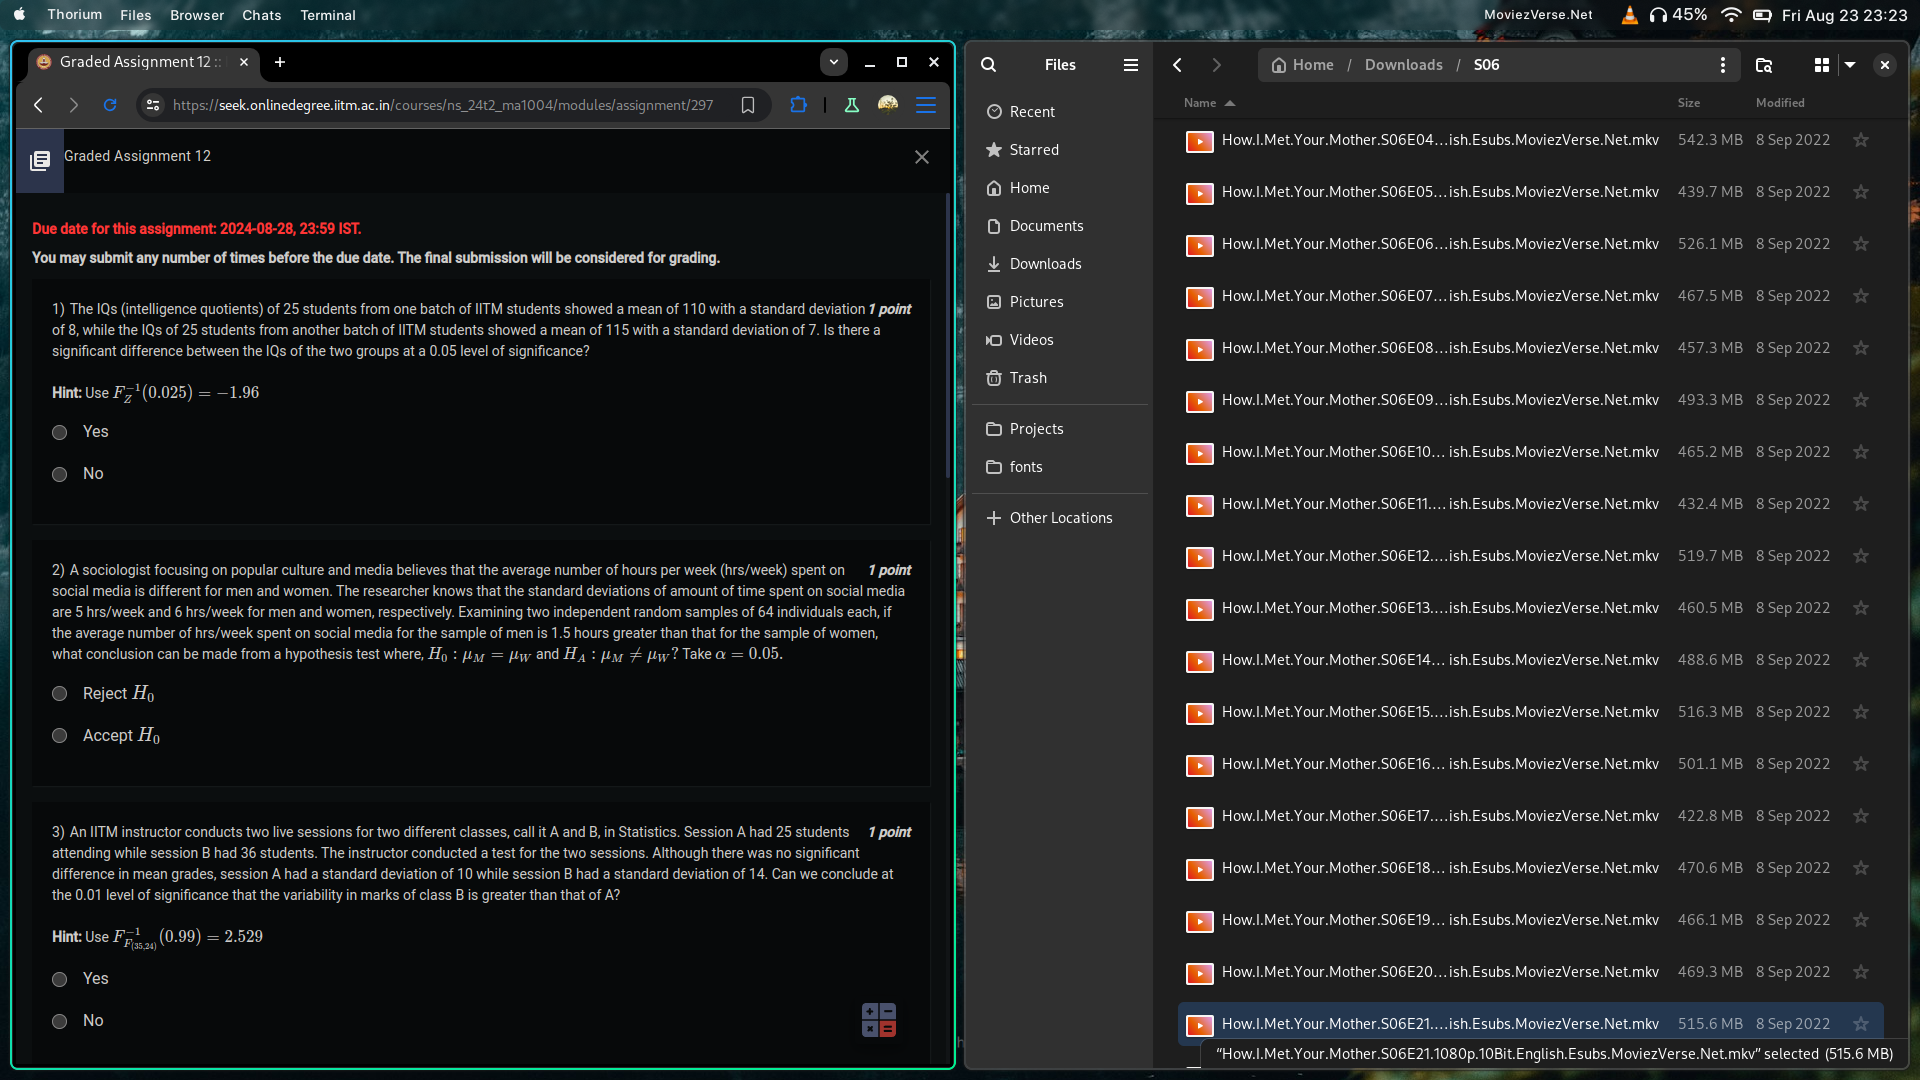 Thorium Files Browser Chats Terminal
MoviezVerse.Net 45% Fri Aug 23 23:23
Graded Assignment 12 ::
https://seek.onlinedegree.iitm.ac.in/courses/ns_24t2_ma1004/modules/assignment/297
Graded Assignment 12
Due date for this assignment: 2024-08-28, 23:59 IST.
You may submit any number of times before the due date. The final submission will be considered for grading.
1) The IQs (intelligence quotients) of 25 students from one batch of IITM students showed a mean of 110 with a standard deviation 1 point
of 8, while the IQs of 25 students from another batch of IITM students showed a mean of 115 with a standard deviation of 7. Is there a
significant difference between the IQs of the two groups at a 0.05 level of significance?
Hint: Use $F_Z^{-1}(0.025) = -1.96$
Yes
No
2) A sociologist focusing on popular culture and media believes that the average number of hours per week (hrs/week) spent on 1 point
social media is different for men and women. The researcher knows that the standard deviations of amount of time spent on social media
are 5 hrs/week and 6 hrs/week for men and women, respectively. Examining two independent random samples of 64 individuals each, if
the average number of hrs/week spent on social media for the sample of men is 1.5 hours greater than that for the sample of women,
what conclusion can be made from a hypothesis test where, $H_0 : \mu_M = \mu_W$ and $H_A : \mu_M \neq \mu_W$? Take $\alpha = 0.05$.
Reject $H_0$
Accept $H_0$
3) An IITM instructor conducts two live sessions for two different classes, call it A and B, in Statistics. Session A had 25 students 1 point
attending while session B had 36 students. The instructor conducted a test for the two sessions. Although there was no significant
difference in mean grades, session A had a standard deviation of 10 while session B had a standard deviation of 14. Can we conclude at
the 0.01 level of significance that the variability in marks of class B is greater than that of A?
Hint: Use $F_{F_{(35,24)}}^{-1}(0.99) = 2.529$
Yes
No
Files
Recent
Starred
Home
Documents
Downloads
Pictures
Videos
Trash
Projects
fonts
Other Locations
Home / Downloads / S06
Name Size Modified
How.I.Met.Your.Mother.S06E04...ish.Esubs.MoviezVerse.Net.mkv 542.3 MB 8 Sep 2022
How.I.Met.Your.Mother.S06E05...ish.Esubs.MoviezVerse.Net.mkv 439.7 MB 8 Sep 2022
How.I.Met.Your.Mother.S06E06...ish.Esubs.MoviezVerse.Net.mkv 526.1 MB 8 Sep 2022
How.I.Met.Your.Mother.S06E07...ish.Esubs.MoviezVerse.Net.mkv 467.5 MB 8 Sep 2022
How.I.Met.Your.Mother.S06E08...ish.Esubs.MoviezVerse.Net.mkv 457.3 MB 8 Sep 2022
How.I.Met.Your.Mother.S06E09...ish.Esubs.MoviezVerse.Net.mkv 493.3 MB 8 Sep 2022
How.I.Met.Your.Mother.S06E10... ish.Esubs.MoviezVerse.Net.mkv 465.2 MB 8 Sep 2022
How.I.Met.Your.Mother.S06E11.... ish.Esubs.MoviezVerse.Net.mkv 432.4 MB 8 Sep 2022
How.I.Met.Your.Mother.S06E12.... ish.Esubs.MoviezVerse.Net.mkv 519.7 MB 8 Sep 2022
How.I.Met.Your.Mother.S06E13.... ish.Esubs.MoviezVerse.Net.mkv 460.5 MB 8 Sep 2022
How.I.Met.Your.Mother.S06E14... ish.Esubs.MoviezVerse.Net.mkv 488.6 MB 8 Sep 2022
How.I.Met.Your.Mother.S06E15....ish.Esubs.MoviezVerse.Net.mkv 516.3 MB 8 Sep 2022
How.I.Met.Your.Mother.S06E16... ish.Esubs.MoviezVerse.Net.mkv 501.1 MB 8 Sep 2022
How.I.Met.Your.Mother.S06E17....ish.Esubs.MoviezVerse.Net.mkv 422.8 MB 8 Sep 2022
How.I.Met.Your.Mother.S06E18... ish.Esubs.MoviezVerse.Net.mkv 470.6 MB 8 Sep 2022
How.I.Met.Your.Mother.S06E19... ish.Esubs.MoviezVerse.Net.mkv 466.1 MB 8 Sep 2022
How.I.Met.Your.Mother.S06E20...ish.Esubs.MoviezVerse.Net.mkv 469.3 MB 8 Sep 2022
How.I.Met.Your.Mother.S06E21....ish.Esubs.MoviezVerse.Net.mkv 515.6 MB 8 Sep 2022
“How.I.Met.Your.Mother.S06E21.1080p.10Bit.English.Esubs.MoviezVerse.Net.mkv” selected (515.6 MB)